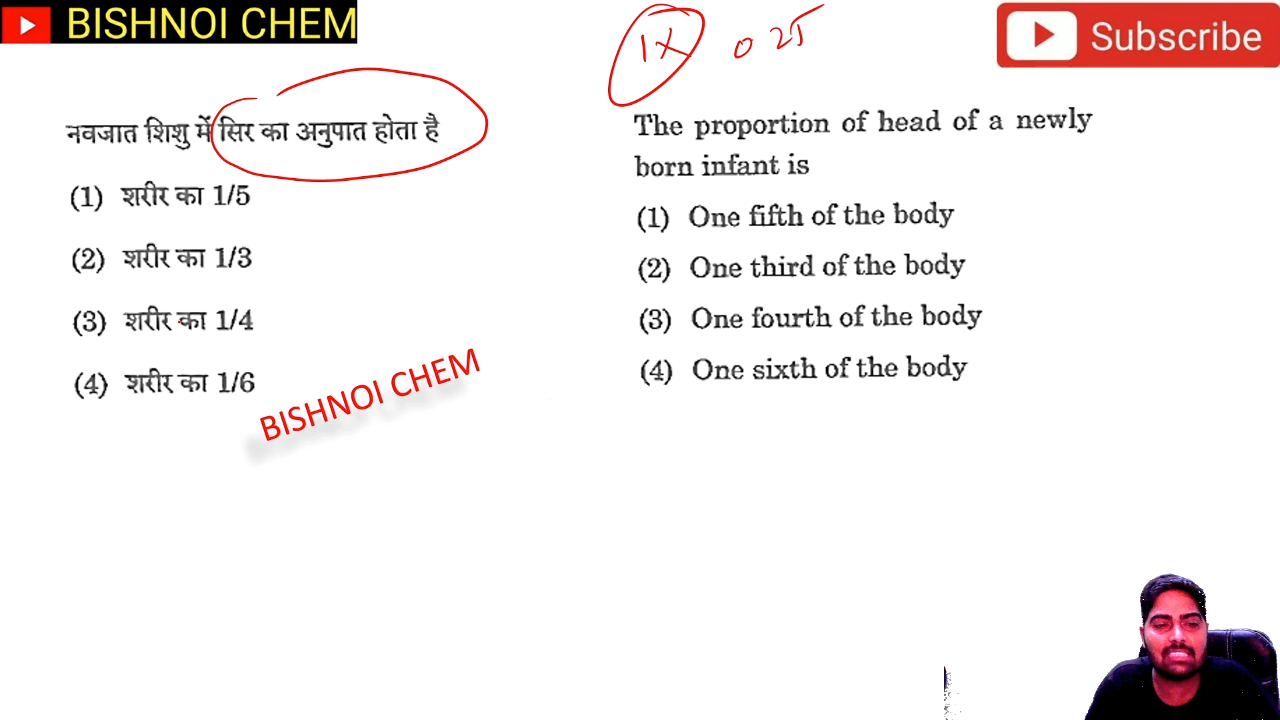 BISHNOI CHEM
1X 0 25
Subscribe
नवजात शिशु में सिर का अनुपात होता है
(1) शरीर का 1/5
(2) शरीर का 1/3
(3) शरीर का 1/4
(4) शरीर का 1/6
BISHNOI CHEM
The proportion of head of a newly
born infant is
(1) One fifth of the body
(2) One third of the body
(3) One fourth of the body
(4) One sixth of the body